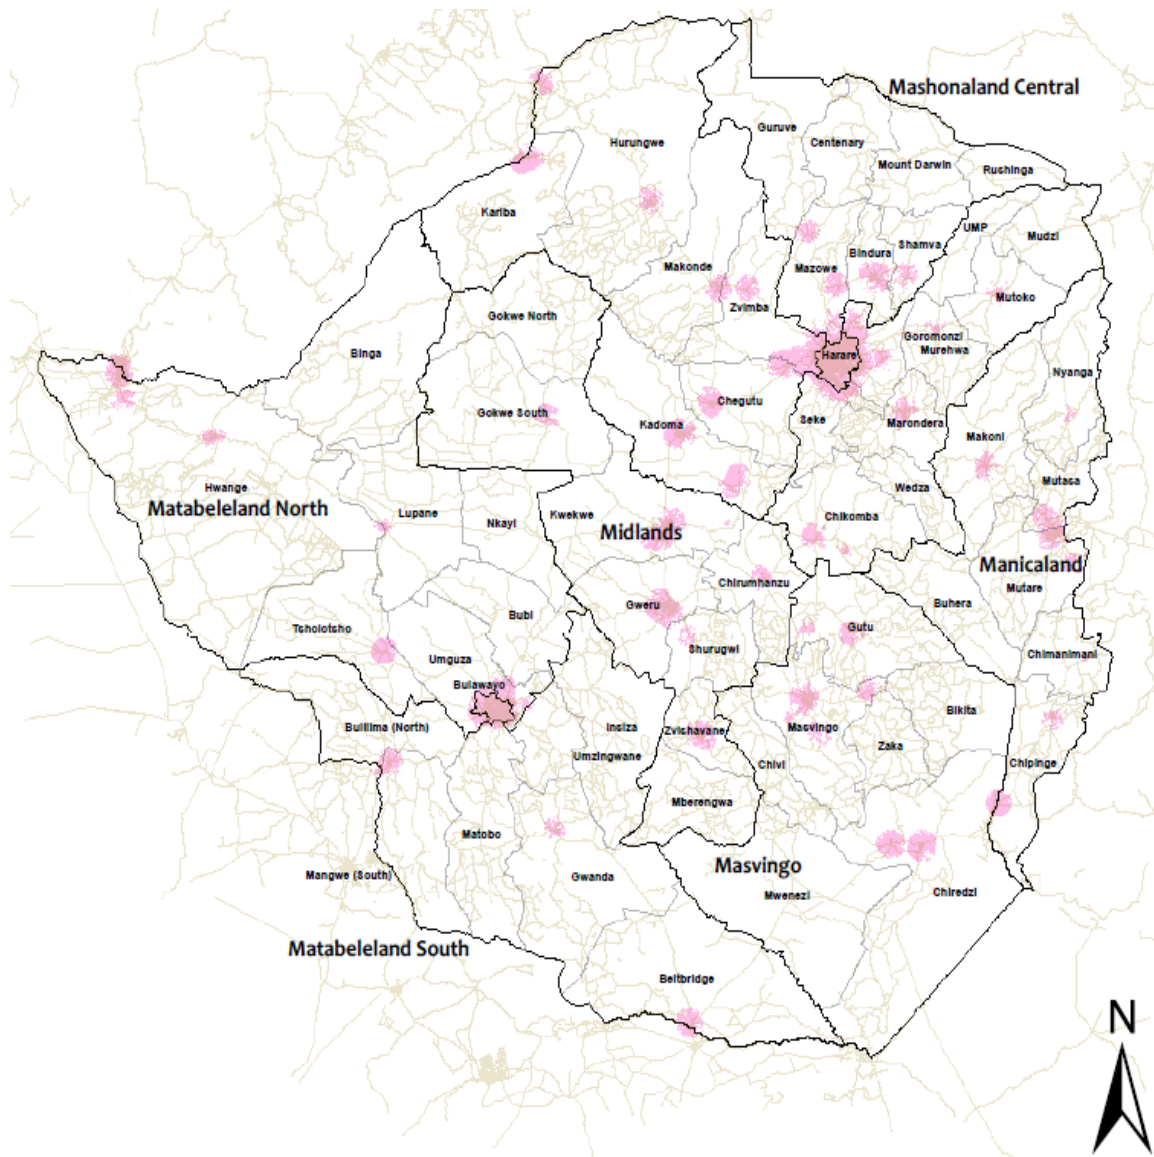 Mashonaland Central
Guruve
Centenary
Hurungwe
Mount Darwin
Rushinga
Kariba
UMP
Mudzi
Shamva
Bindura
Makonde
Mazowe
Mutoko
Zvimba
Gokwe North
Goromonzi
Murehwa
Binga
Harare
Nyanga
Chegutu
Gokwe South
Kadoma
Seke
Marondera
Makoni
Mutasa
Hwange
Wedza
Matabeleland North
Lupane
Nkayi
Kwekwe
Chikomba
Midlands
Manicaland
Chirumhanzu
Mutare
Gweru
Buhera
Bubi
Tsholotsho
Gutu
Shurugwi
Chimanimani
Umguza
Bulawayo
Bikita
Bulilima (North)
Insiza
Zvishavane
Masvingo
Zaka
Umzingwane
Chivi
Chipinge
Mberengwa
Matobo
Masvingo
Mangwe (South)
Gwanda
Mwenezi
Chiredzi
Matabeleland South
Beitbridge
N